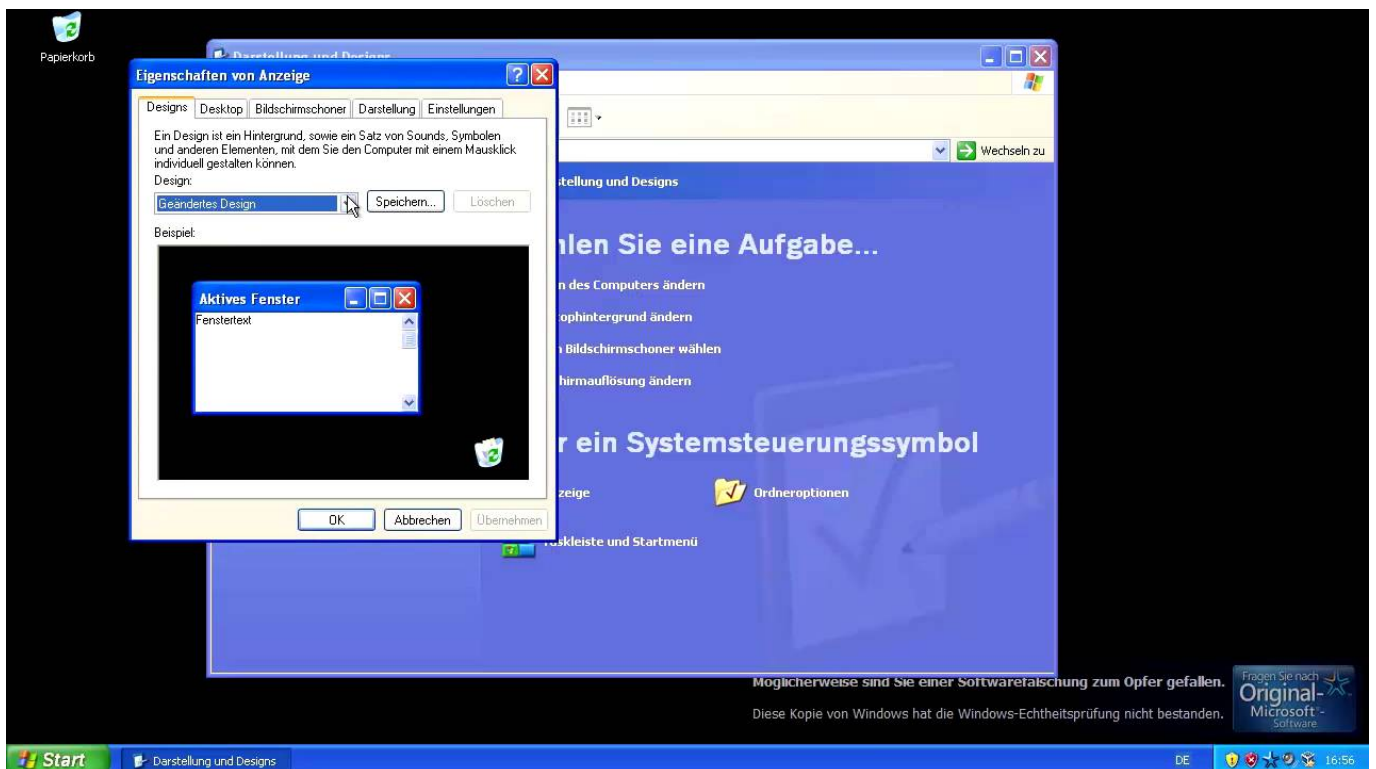 Papierkorb
Darstellung und Designs
Eigenschaften von Anzeige
Designs Desktop Bildschirmschoner Darstellung Einstellungen
Ein Design ist ein Hintergrund, sowie ein Satz von Sounds, Symbolen
und anderen Elementen, mit dem Sie den Computer mit einem Mausklick
individuell gestalten können.
Design:
Geändertes Design Speichern... Löschen
Beispiel:
Aktives Fenster
Fenstertext
OK Abbrechen Übernehmen
Wechseln zu
stellung und Designs
hlen Sie eine Aufgabe...
n des Computers ändern
ophintergrund ändern
n Bildschirmschoner wählen
hirmauflösung ändern
r ein Systemsteuerungssymbol
zeige Ordneroptionen
skleiste und Startmenü
Möglicherweise sind Sie einer Softwarefälschung zum Opfer gefallen.
Diese Kopie von Windows hat die Windows-Echtheitsprüfung nicht bestanden.
Fragen Sie nach
Original-
Microsoft®-
Software
Start Darstellung und Designs DE 16:56